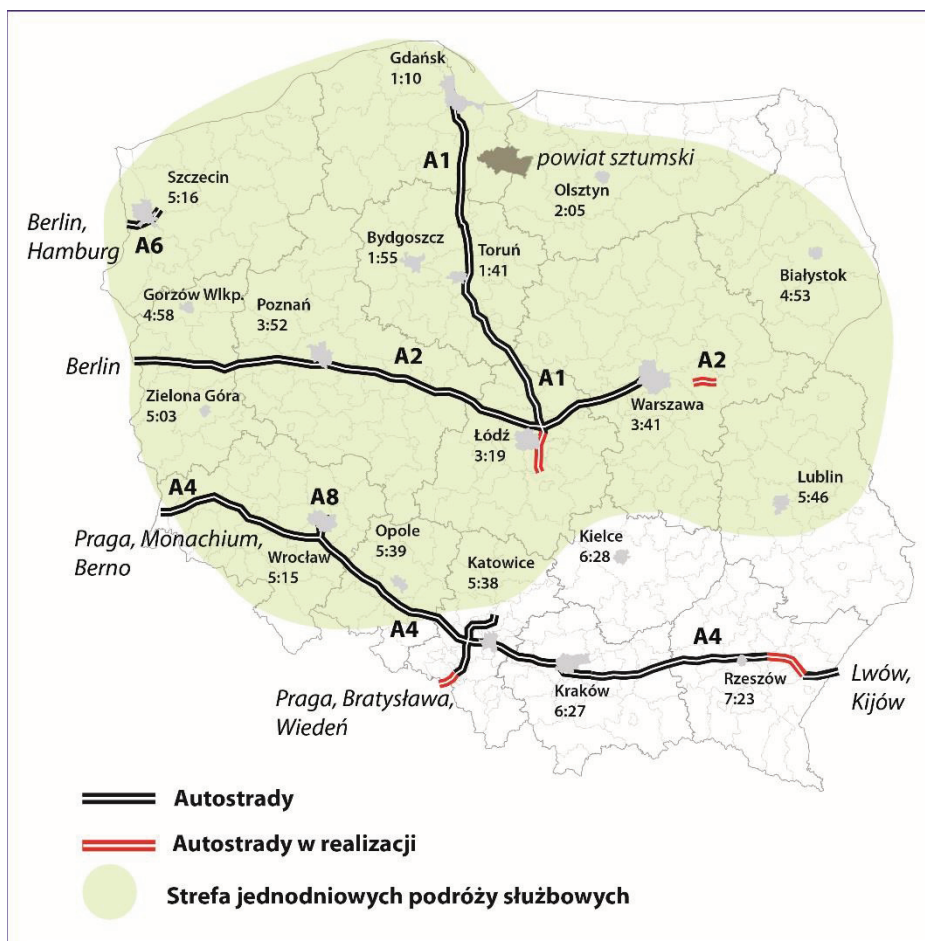 Gdańsk
1:10
A1
powiat sztumski
Olsztyn
2:05
Szczecin
5:16
Berlin,
Hamburg
A6
Bydgoszcz
1:55
Toruń
1:41
Białystok
4:53
Gorzów Wlkp.
4:58
Poznań
3:52
Berlin
A2
A1
A2
Zielona Góra
5:03
Warszawa
3:41
Łódź
3:19
A4
A8
Lublin
5:46
Praga, Monachium,
Berno
Wrocław
5:15
Opole
5:39
Katowice
5:38
Kielce
6:28
A4
A4
Praga, Bratysława,
Wiedeń
Kraków
6:27
Rzeszów
7:23
Lwów,
Kijów
Autostrady
Autostrady w realizacji
Strefa jednodniowych podróży służbowych